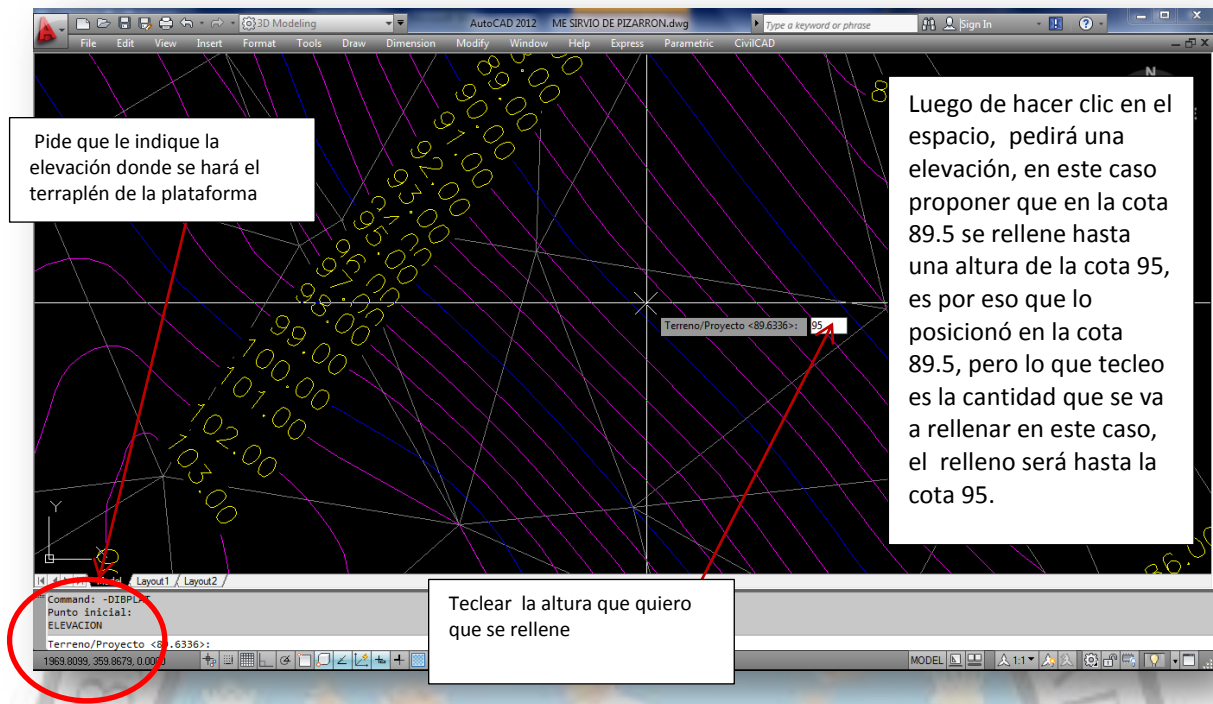 3D Modeling
AutoCAD 2012 ME SIRVIO DE PIZARRON.dwg
Type a keyword or phrase
Sign In
File Edit View Insert Format Tools Draw Dimension Modify Window Help Express Parametric CivilCAD
Pide que le indique la
elevación donde se hará el
terraplén de la plataforma
Luego de hacer clic en el
espacio, pedirá una
elevación, en este caso
proponer que en la cota
89.5 se rellene hasta
una altura de la cota 95,
es por eso que lo
posicionó en la cota
89.5, pero lo que tecleo
es la cantidad que se va
a rellenar en este caso,
el relleno será hasta la
cota 95.
N
89.00
90.00
91.00
92.00
93.00
95.00
98.00
99.00
100.00
101.00
102.00
103.00
Terreno/Proyecto <89.6336>: 95
Y
Model Layout1 Layout2
Command: -DIBPLAT
Punto inicial:
ELEVACION
Terreno/Proyecto <89.6336>:
Teclear la altura que quiero
que se rellene
1969.8099, 359.8679, 0.0000
MODEL
1:1